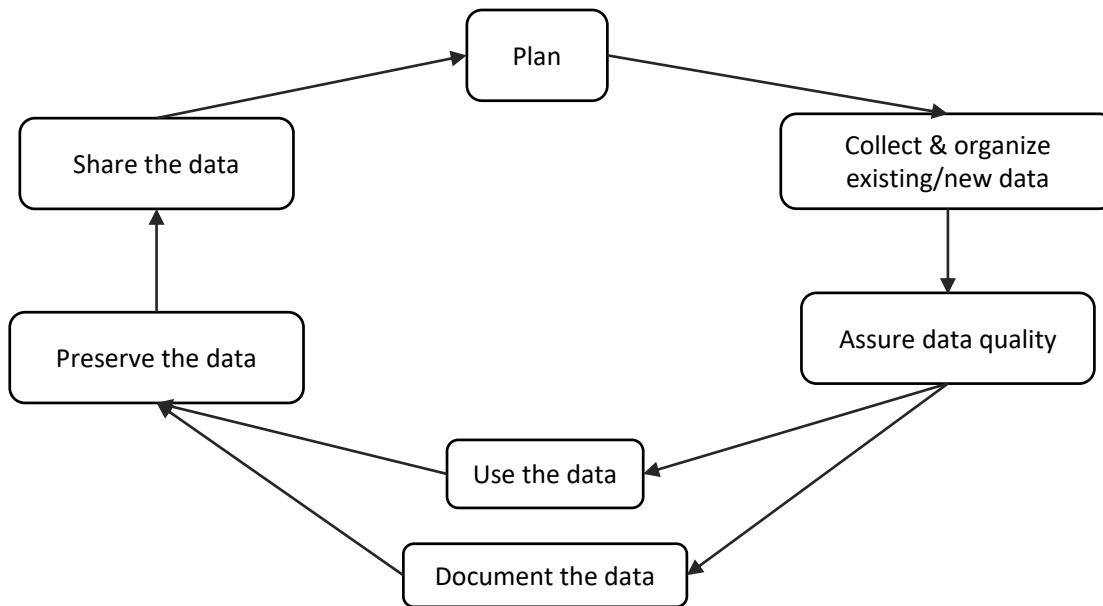 Plan
Collect & organize
existing/new data
Share the data
Assure data quality
Preserve the data
Use the data
Document the data